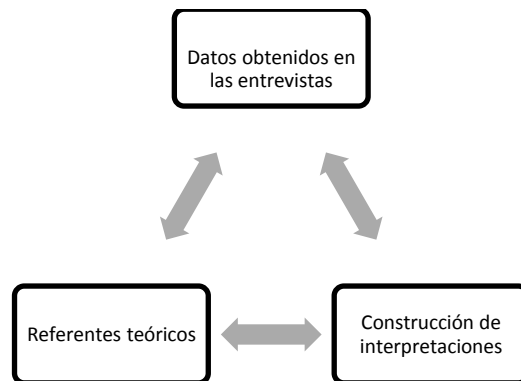 Datos obtenidos en
las entrevistas
Referentes teóricos
Construcción de
interpretaciones